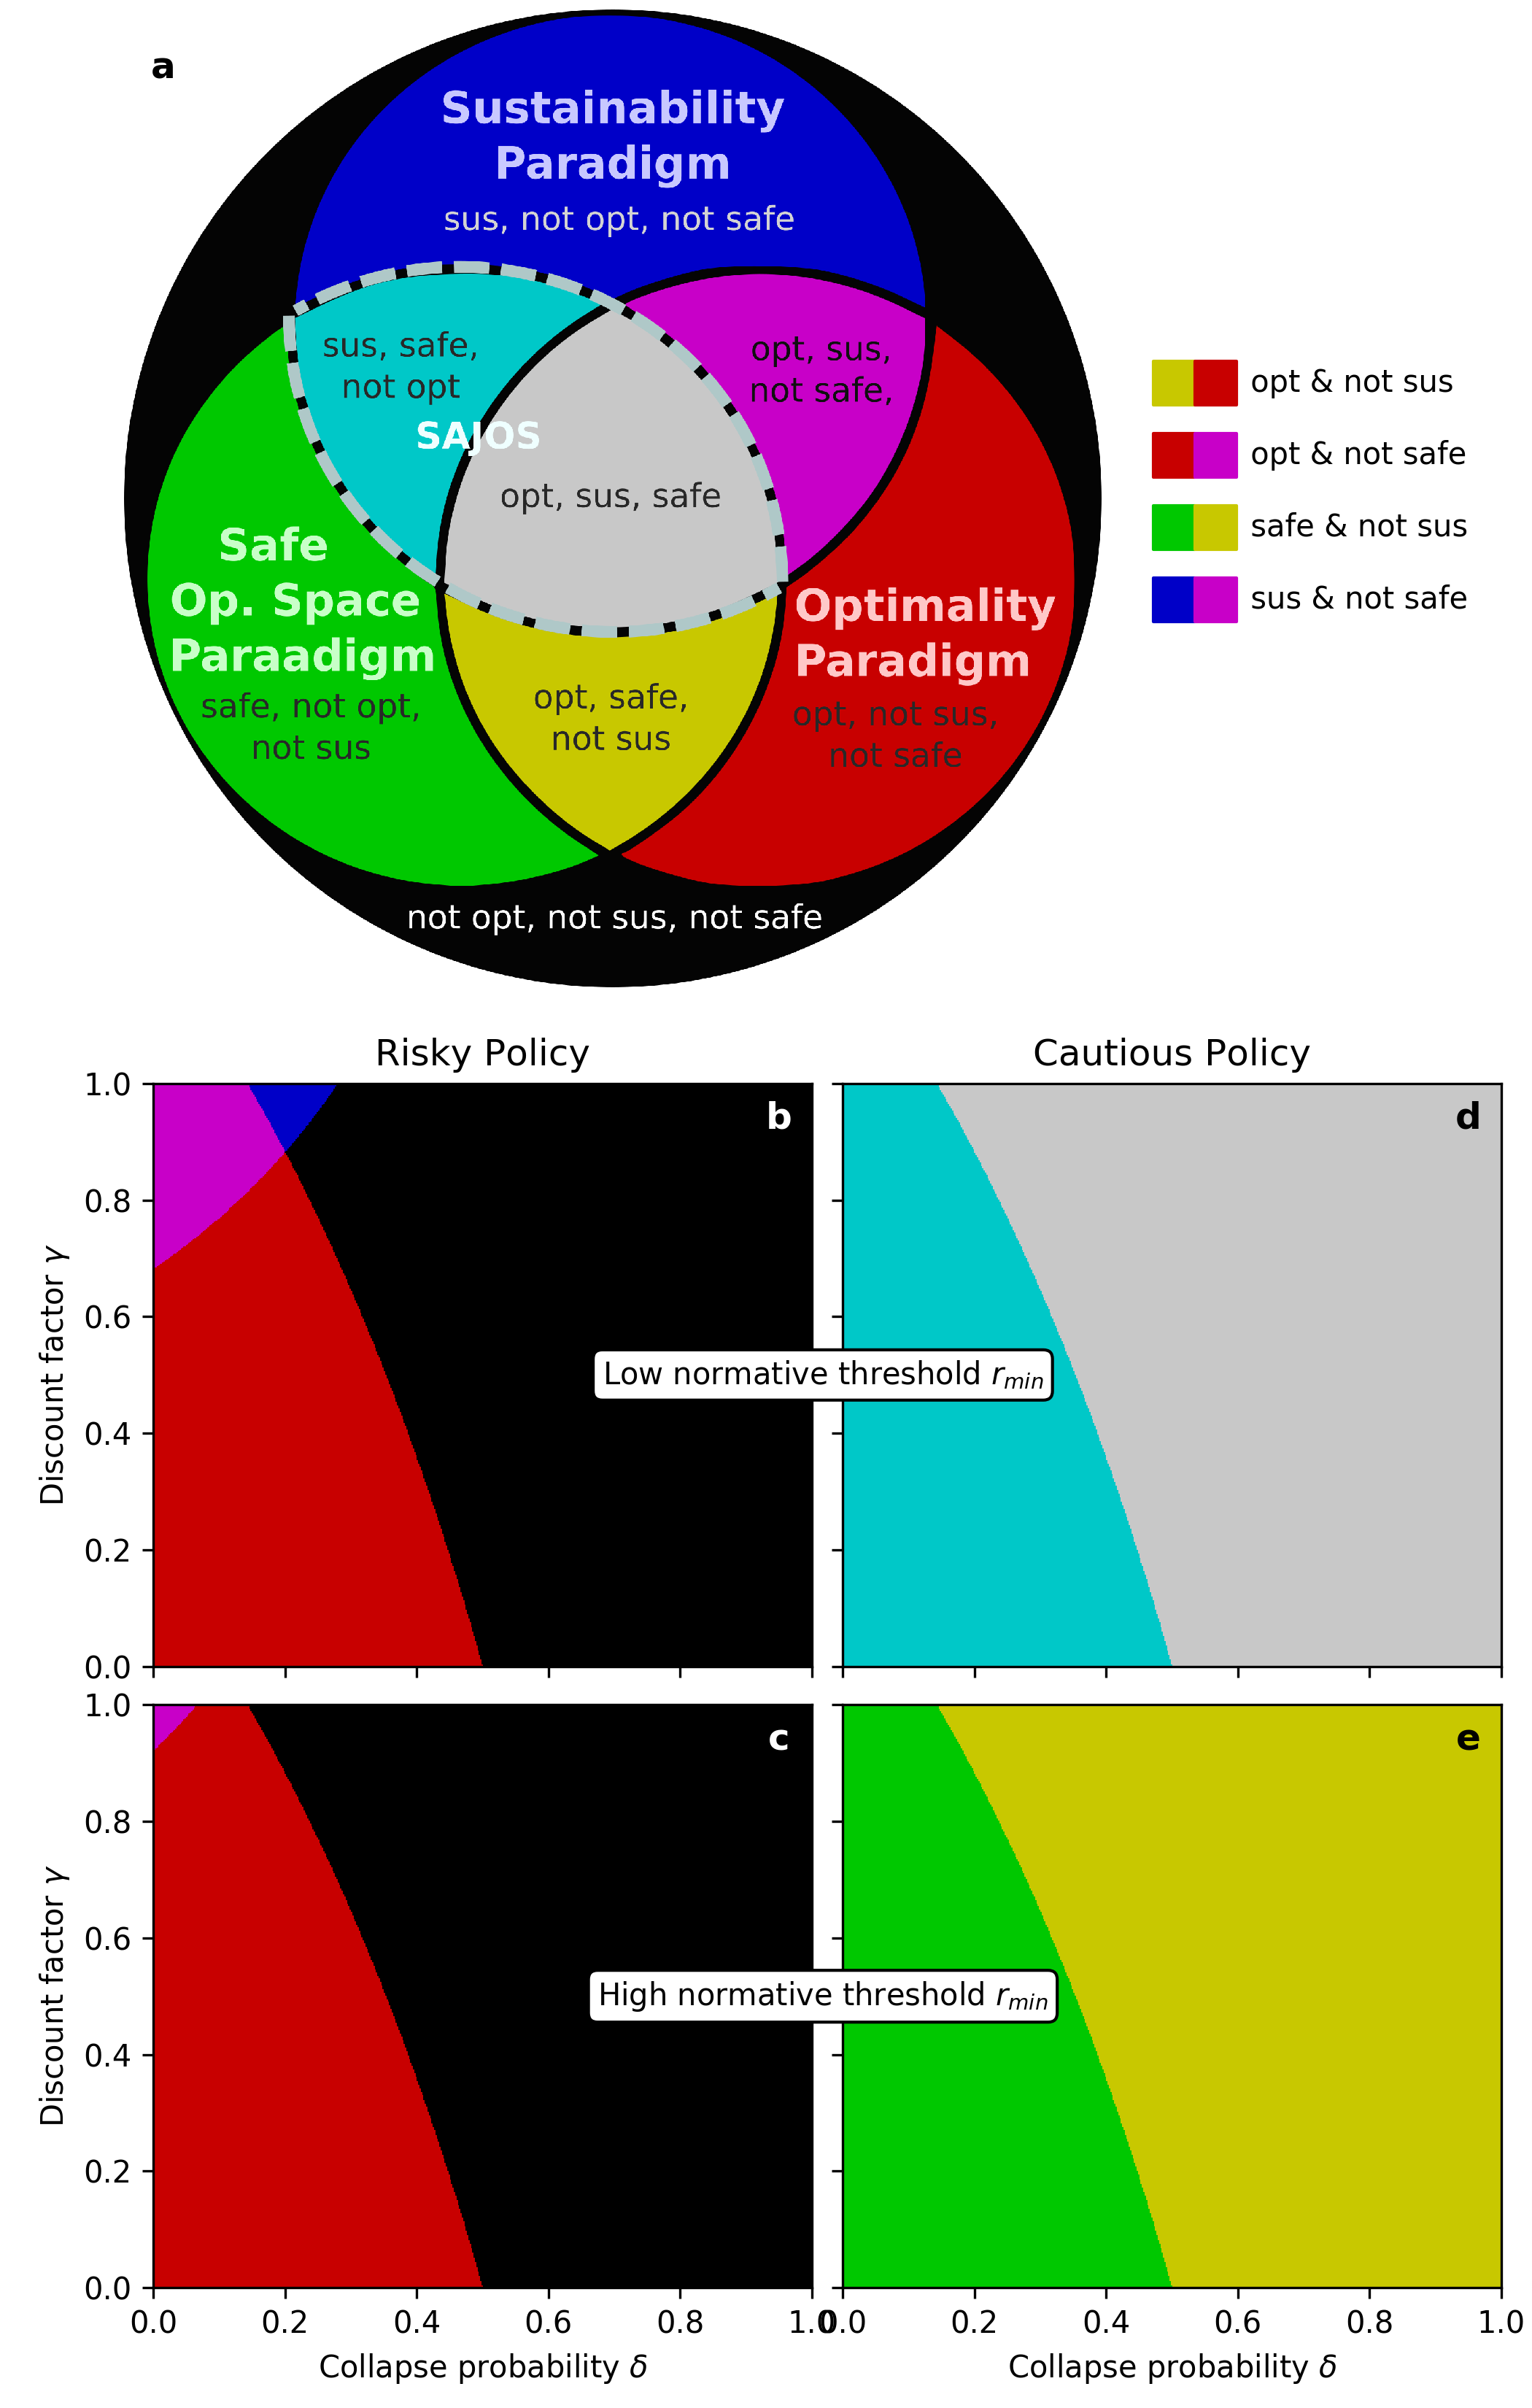 a
Sustainability
Paradigm
sus, not opt, not safe
sus, safe,
not opt
opt, sus,
not safe,
SAJOS
opt, sus, safe
Safe
Op. Space
Paraadigm
safe, not opt,
not sus
Optimality
Paradigm
opt, not sus,
not safe
opt, safe,
not sus
not opt, not sus, not safe
opt & not sus
opt & not safe
safe & not sus
sus & not safe
Risky Policy
Cautious Policy
b
d
1.0
0.8
0.6
0.4
0.2
0.0
Discount factor γ
Low normative threshold r_min
c
e
1.0
0.8
0.6
0.4
0.2
0.0
Discount factor γ
High normative threshold r_min
0.0 0.2 0.4 0.6 0.8 1.0
0.0 0.2 0.4 0.6 0.8 1.0
Collapse probability δ
Collapse probability δ